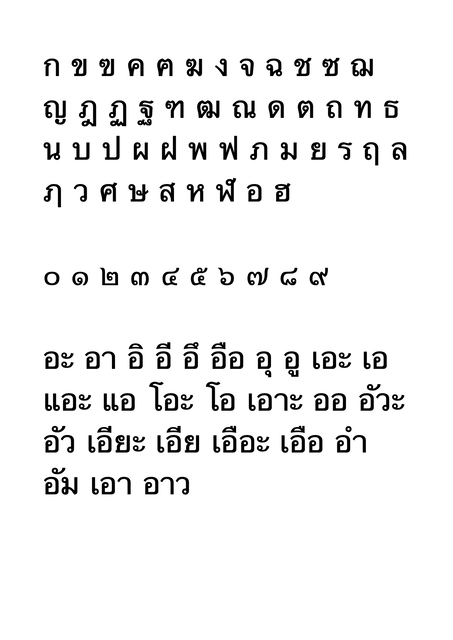 ก ข ฃ ค ฅ ฆ ง จ ฉ ช ซ ฌ
ญ ฎ ฏ ฐ ฑ ฒ ณ ด ต ถ ท ธ
น บ ป ผ ฝ พ ฟ ภ ม ย ร ฤ ล
ฦ ว ศ ษ ส ห ฬ อ ฮ
๐ ๑ ๒ ๓ ๔ ๕ ๖ ๗ ๘ ๙
อะ อา อิ อี อึ อือ อุ อู เอะ เอ
แอะ แอ โอะ โอ เอาะ ออ อัวะ
อัว เอียะ เอีย เอือะ เอือ อำ
อัม เอา อาว